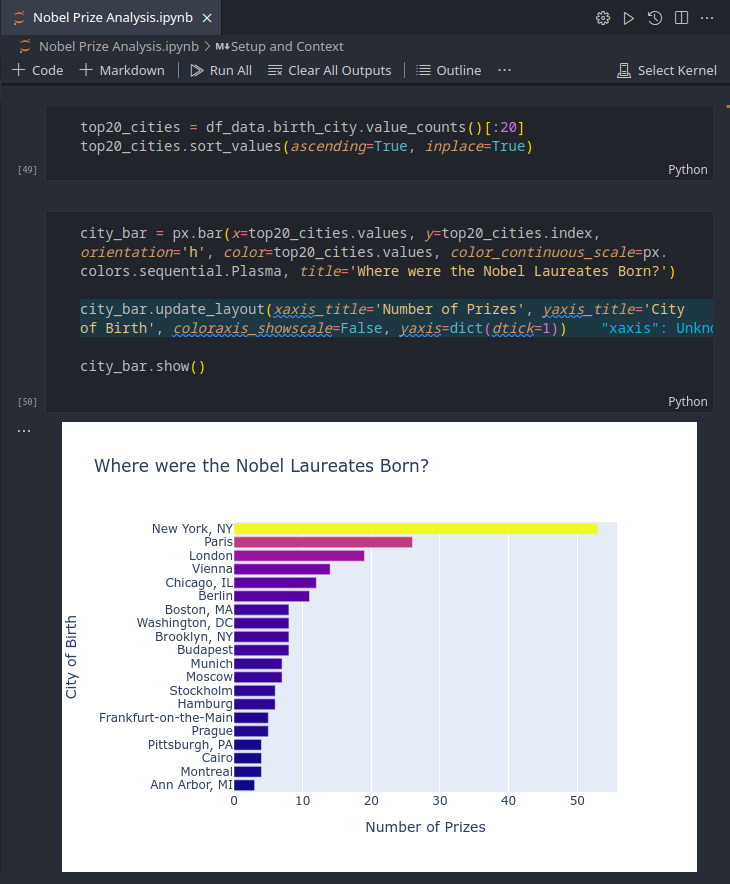 Nobel Prize Analysis.ipynb
Nobel Prize Analysis.ipynb > M↓Setup and Context
+ Code + Markdown Run All Clear All Outputs Outline ... Select Kernel
top20_cities = df_data.birth_city.value_counts()[:20]
top20_cities.sort_values(ascending=True, inplace=True)
[49] Python
city_bar = px.bar(x=top20_cities.values, y=top20_cities.index,
orientation='h', color=top20_cities.values, color_continuous_scale=px.
colors.sequential.Plasma, title='Where were the Nobel Laureates Born?')
city_bar.update_layout(xaxis_title='Number of Prizes', yaxis_title='City
of Birth', coloraxis_showscale=False, yaxis=dict(dtick=1)) "xaxis": Unkno
city_bar.show()
[50] Python
...
Where were the Nobel Laureates Born?
City of Birth
New York, NY
Paris
London
Vienna
Chicago, IL
Berlin
Boston, MA
Washington, DC
Brooklyn, NY
Budapest
Munich
Moscow
Stockholm
Hamburg
Frankfurt-on-the-Main
Prague
Pittsburgh, PA
Cairo
Montreal
Ann Arbor, MI
0 10 20 30 40 50
Number of Prizes